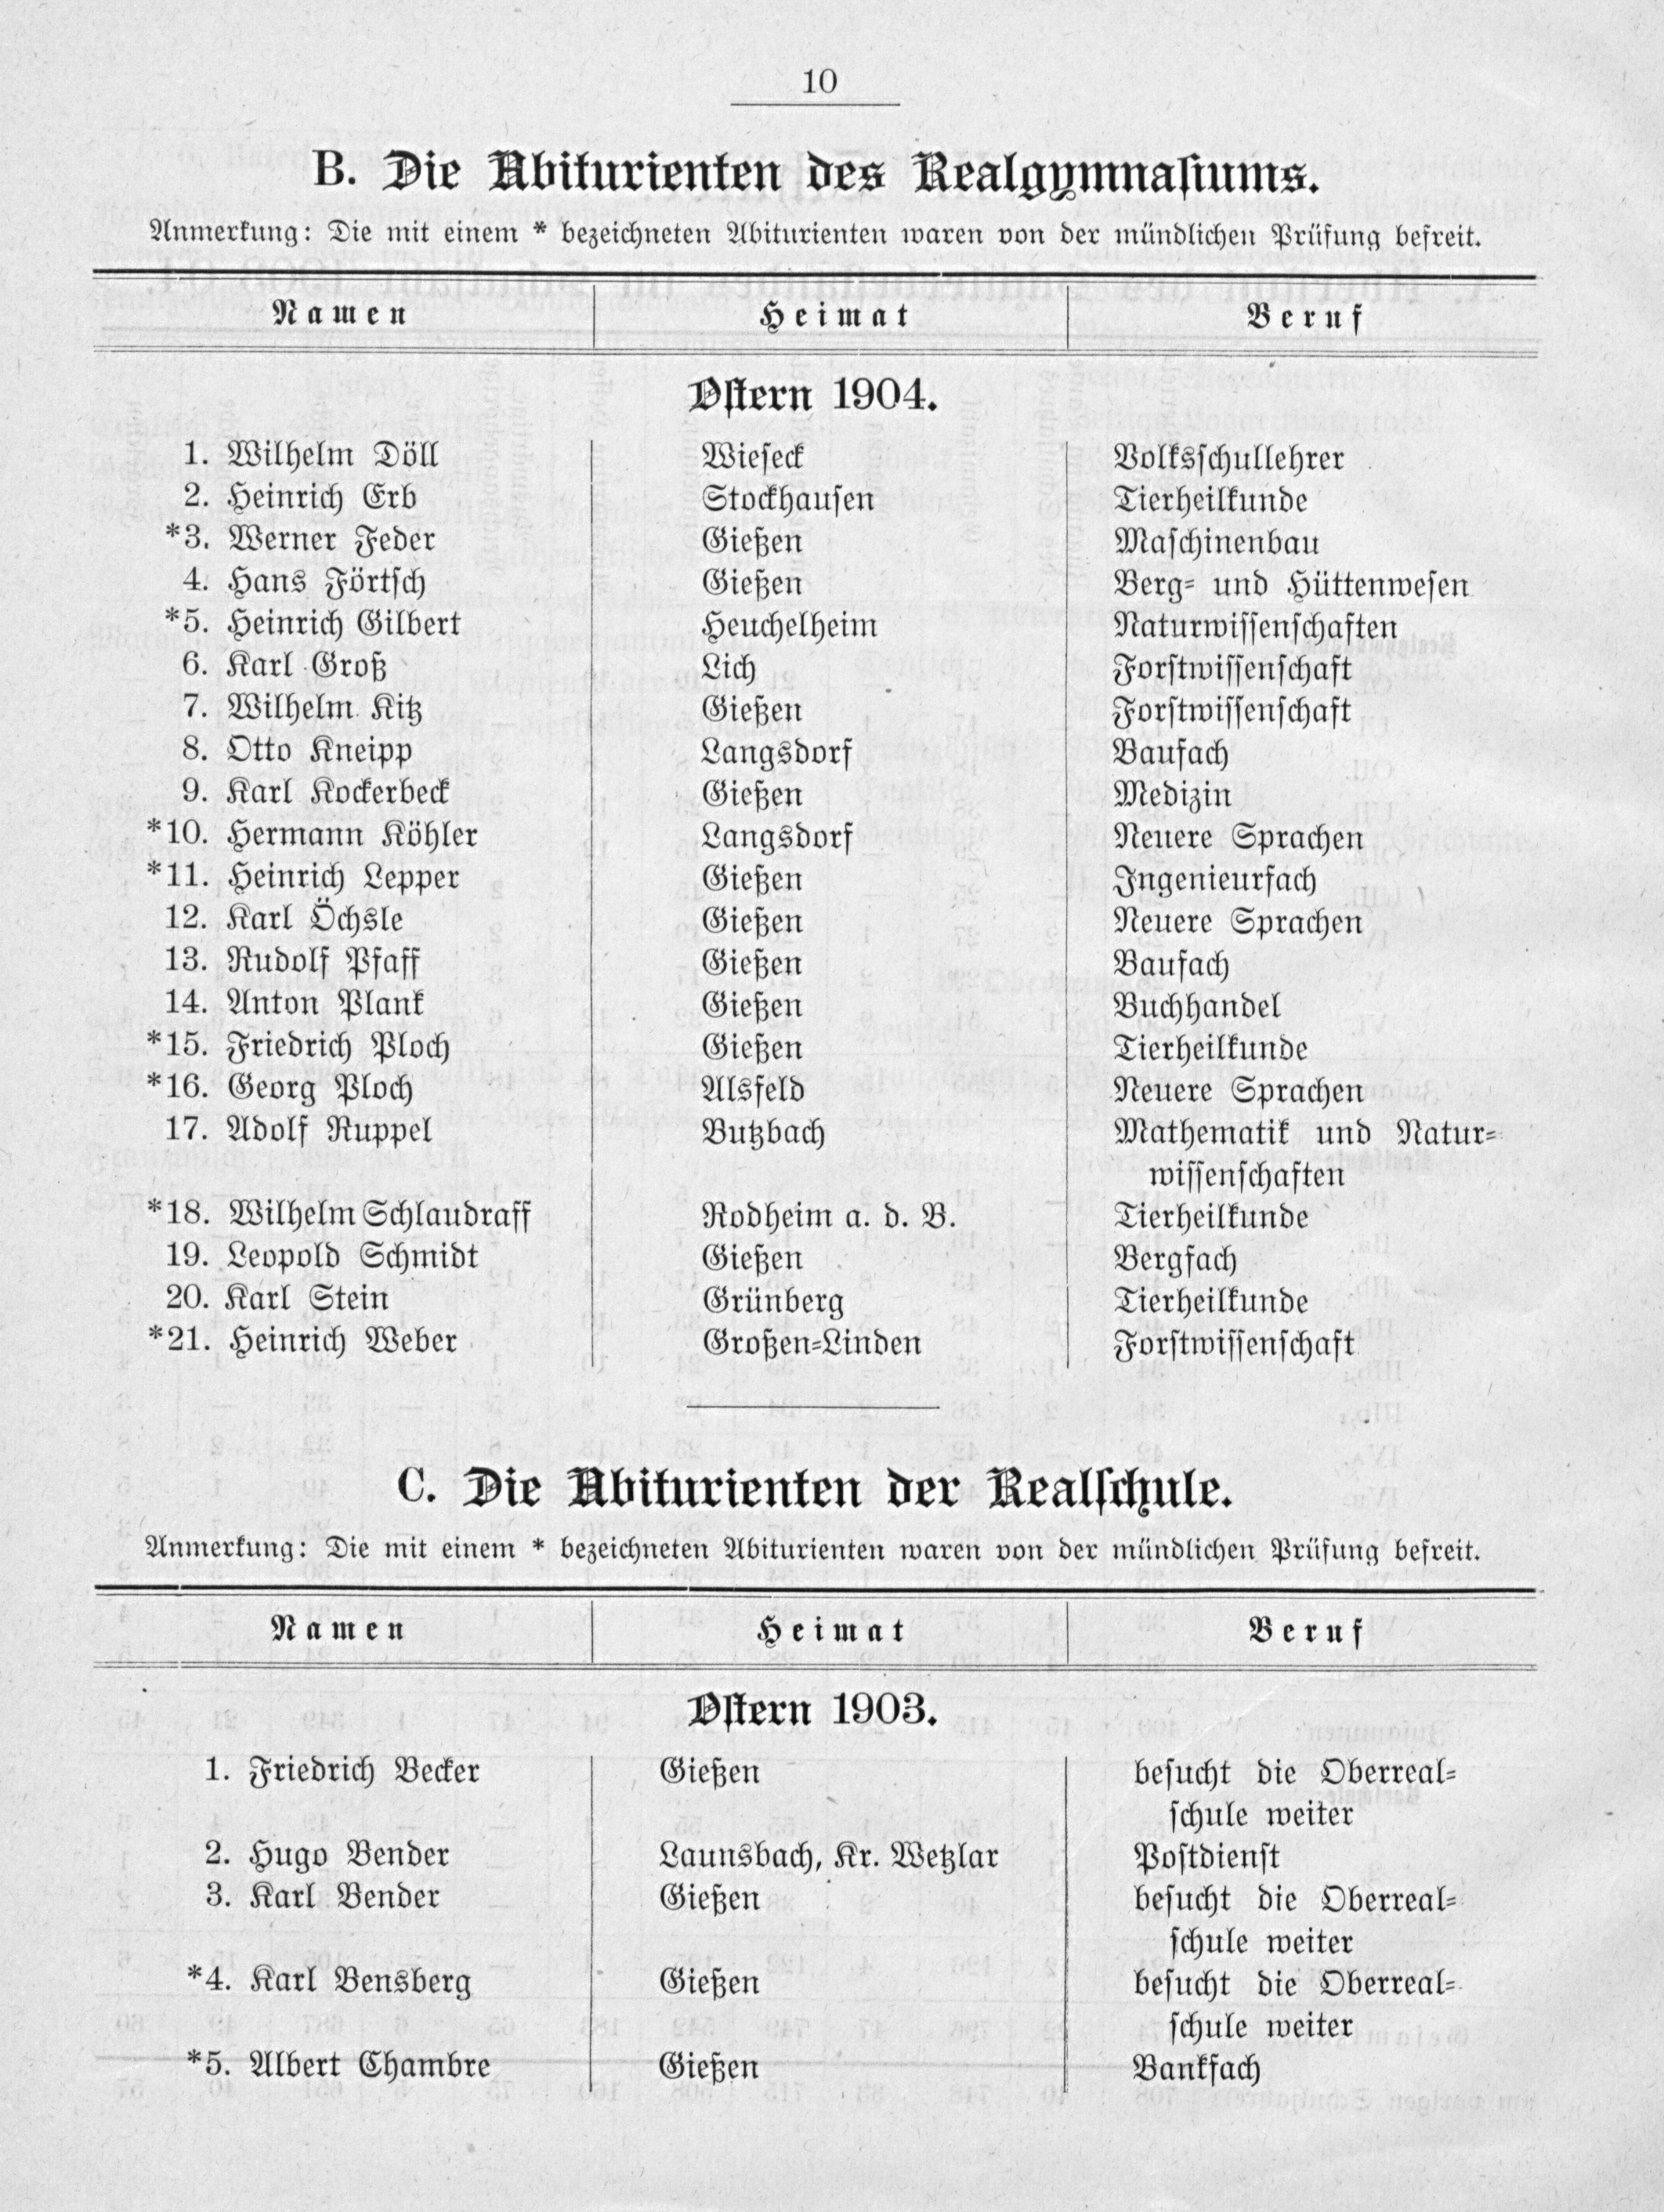 10
B. Die Abiturienten des Realgymnasiums.
Anmerkung: Die mit einem * bezeichneten Abiturienten waren von der mündlichen Prüfung befreit.
Namen Heimat Beruf
Ostern 1904.
1. Wilhelm Döll Wieseck Volksschullehrer
2. Heinrich Erb Stockhausen Tierheilkunde
*3. Werner Feder Gießen Maschinenbau
4. Hans Förtsch Gießen Berg- und Hüttenwesen
*5. Heinrich Gilbert Heuchelheim Naturwissenschaften
6. Karl Groß Lich Forstwissenschaft
7. Wilhelm Kitz Gießen Forstwissenschaft
8. Otto Kneipp Langsdorf Baufach
9. Karl Kockerbeck Gießen Medizin
*10. Hermann Köhler Langsdorf Neuere Sprachen
*11. Heinrich Lepper Gießen Ingenieurfach
12. Karl Öchsle Gießen Neuere Sprachen
13. Rudolf Pfaff Gießen Baufach
14. Anton Plank Gießen Buchhandel
*15. Friedrich Ploch Gießen Tierheilkunde
*16. Georg Ploch Alsfeld Neuere Sprachen
17. Adolf Ruppel Butzbach Mathematik und Natur-
wissenschaften
*18. Wilhelm Schlaudraff Rodheim a. d. B. Tierheilkunde
19. Leopold Schmidt Gießen Bergfach
20. Karl Stein Grünberg Tierheilkunde
*21. Heinrich Weber Großen-Linden Forstwissenschaft
C. Die Abiturienten der Realschule.
Anmerkung: Die mit einem * bezeichneten Abiturienten waren von der mündlichen Prüfung befreit.
Namen Heimat Beruf
Ostern 1903.
1. Friedrich Becker Gießen besucht die Oberreal-
schule weiter
2. Hugo Bender Launsbach, Kr. Wetzlar Postdienst
3. Karl Bender Gießen besucht die Oberreal-
schule weiter
*4. Karl Bensberg Gießen besucht die Oberreal-
schule weiter
*5. Albert Chambre Gießen Bankfach